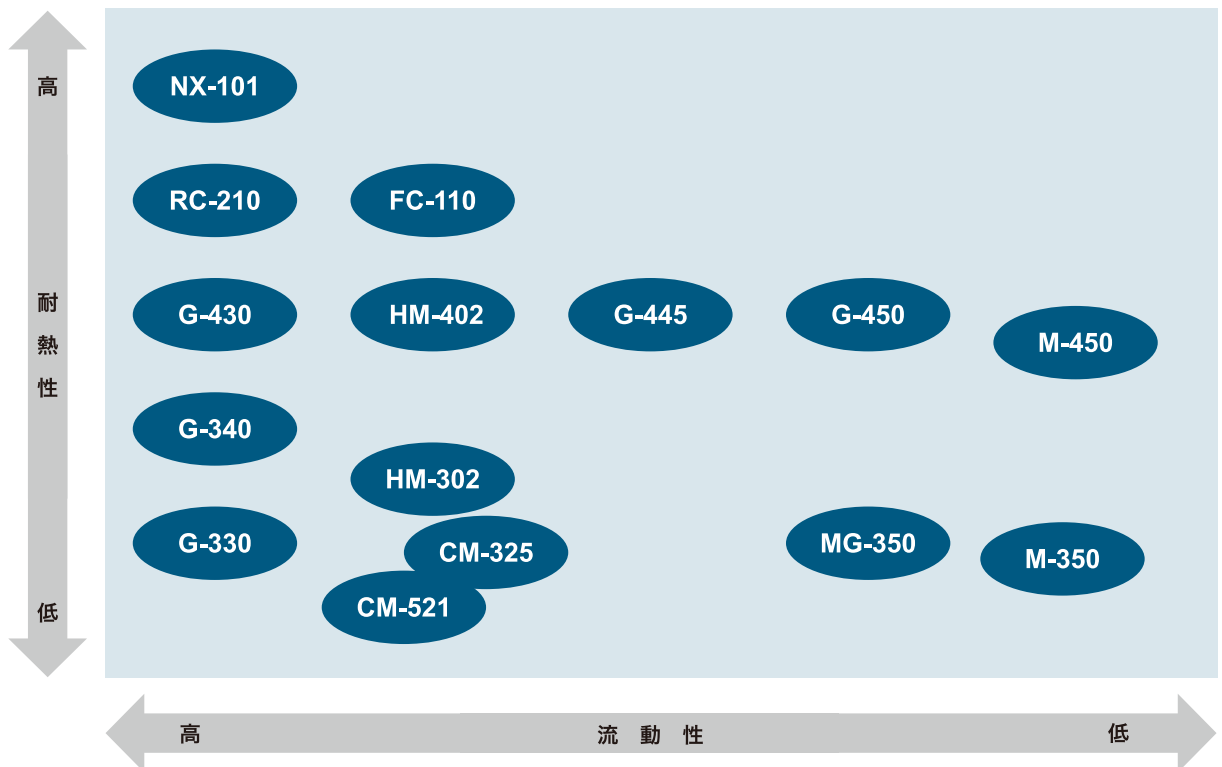 高
耐熱性
低
NX-101
RC-210
FC-110
G-430
HM-402
G-445
G-450
M-450
G-340
HM-302
G-330
CM-325
MG-350
M-350
CM-521
高
流動性
低